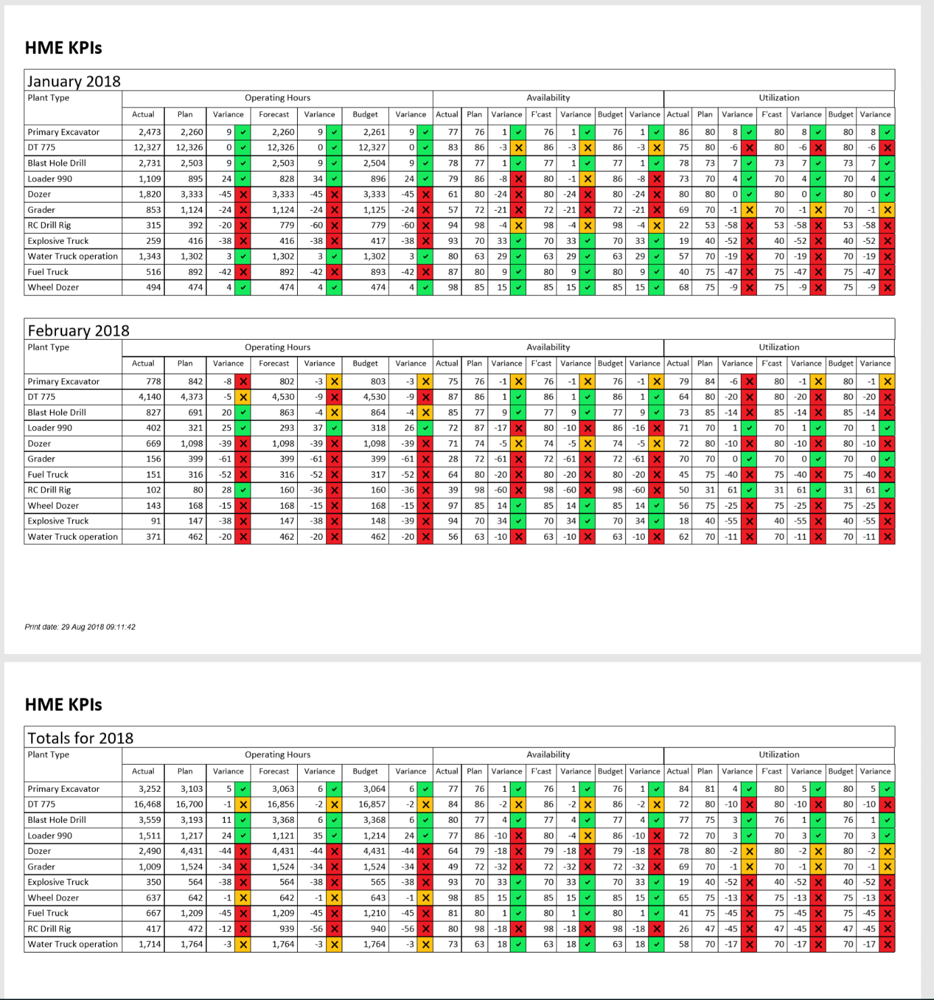 HME KPIs
January 2018
Plant Type Operating Hours Availability Utilization
Actual Plan Variance Forecast Variance Budget Variance Actual Plan Variance F'cast Variance Budget Variance Actual Plan Variance F'cast Variance Budget Variance
Primary Excavator 2,473 2,260 9 2,260 9 2,261 9 77 76 1 76 1 76 1 86 80 8 80 8 80 8
DT 775 12,327 12,326 0 12,326 0 12,327 0 83 86 -3 86 -3 86 -3 75 80 -6 80 -6 80 -6
Blast Hole Drill 2,731 2,503 9 2,503 9 2,504 9 78 77 1 77 1 77 1 78 73 7 73 7 73 7
Loader 990 1,109 895 24 828 34 896 24 79 86 -8 80 -1 86 -8 73 70 4 70 4 70 4
Dozer 1,820 3,333 -45 3,333 -45 3,333 -45 61 80 -24 80 -24 80 -24 80 80 0 80 0 80 0
Grader 853 1,124 -24 1,124 -24 1,125 -24 57 72 -21 72 -21 72 -21 69 70 -1 70 -1 70 -1
RC Drill Rig 315 392 -20 779 -60 779 -60 94 98 -4 98 -4 98 -4 22 53 -58 53 -58 53 -58
Explosive Truck 259 416 -38 416 -38 417 -38 93 70 33 70 33 70 33 19 40 -52 40 -52 40 -52
Water Truck operation 1,343 1,302 3 1,302 3 1,302 3 80 63 29 63 29 63 29 57 70 -19 70 -19 70 -19
Fuel Truck 516 892 -42 892 -42 893 -42 87 80 9 80 9 80 9 40 75 -47 75 -47 75 -47
Wheel Dozer 494 474 4 474 4 474 4 98 85 15 85 15 85 15 68 75 -9 75 -9 75 -9
February 2018
Plant Type Operating Hours Availability Utilization
Actual Plan Variance Forecast Variance Budget Variance Actual Plan Variance F'cast Variance Budget Variance Actual Plan Variance F'cast Variance Budget Variance
Primary Excavator 778 842 -8 802 -3 803 -3 75 76 -1 76 -1 76 -1 79 84 -6 80 -1 80 -1
DT 775 4,140 4,373 -5 4,530 -9 4,530 -9 87 86 1 86 1 86 1 64 80 -20 80 -20 80 -20
Blast Hole Drill 827 691 20 863 -4 864 -4 85 77 9 77 9 77 9 73 85 -14 85 -14 85 -14
Loader 990 402 321 25 293 37 318 26 72 87 -17 80 -10 86 -16 71 70 1 70 1 70 1
Dozer 669 1,098 -39 1,098 -39 1,098 -39 71 74 -5 74 -5 74 -5 72 80 -10 80 -10 80 -10
Grader 156 399 -61 399 -61 399 -61 28 72 -61 72 -61 72 -61 70 70 0 70 0 70 0
Fuel Truck 151 316 -52 316 -52 317 -52 64 80 -20 80 -20 80 -20 45 75 -40 75 -40 75 -40
RC Drill Rig 102 80 28 160 -36 160 -36 39 98 -60 98 -60 98 -60 50 31 61 31 61 31 61
Wheel Dozer 143 168 -15 168 -15 168 -15 97 85 14 85 14 85 14 56 75 -25 75 -25 75 -25
Explosive Truck 91 147 -38 147 -38 148 -39 94 70 34 70 34 70 34 18 40 -55 40 -55 40 -55
Water Truck operation 371 462 -20 462 -20 462 -20 56 63 -10 63 -10 63 -10 62 70 -11 70 -11 70 -11
Print date: 29 Aug 2018 09:11:42
HME KPIs
Totals for 2018
Plant Type Operating Hours Availability Utilization
Actual Plan Variance Forecast Variance Budget Variance Actual Plan Variance F'cast Variance Budget Variance Actual Plan Variance F'cast Variance Budget Variance
Primary Excavator 3,252 3,103 5 3,063 6 3,064 6 77 76 1 76 1 76 1 84 81 4 80 5 80 5
DT 775 16,468 16,700 -1 16,856 -2 16,857 -2 84 86 -2 86 -2 86 -2 72 80 -10 80 -10 80 -10
Blast Hole Drill 3,559 3,193 11 3,368 6 3,368 6 80 77 4 77 4 77 4 77 75 3 76 1 76 1
Loader 990 1,511 1,217 24 1,121 35 1,214 24 77 86 -10 80 -4 86 -10 72 70 3 70 3 70 3
Dozer 2,490 4,431 -44 4,431 -44 4,431 -44 64 79 -18 79 -18 79 -18 78 80 -2 80 -2 80 -2
Grader 1,009 1,524 -34 1,524 -34 1,524 -34 49 72 -32 72 -32 72 -32 69 70 -1 70 -1 70 -1
Explosive Truck 350 564 -38 564 -38 565 -38 93 70 33 70 33 70 33 19 40 -52 40 -52 40 -52
Wheel Dozer 637 642 -1 642 -1 643 -1 98 85 15 85 15 85 15 65 75 -13 75 -13 75 -13
Fuel Truck 667 1,209 -45 1,209 -45 1,210 -45 81 80 1 80 1 80 1 41 75 -45 75 -45 75 -45
RC Drill Rig 417 472 -12 939 -56 940 -56 80 98 -18 98 -18 98 -18 26 47 -45 47 -45 47 -45
Water Truck operation 1,714 1,764 -3 1,764 -3 1,764 -3 73 63 18 63 18 63 18 58 70 -17 70 -17 70 -17